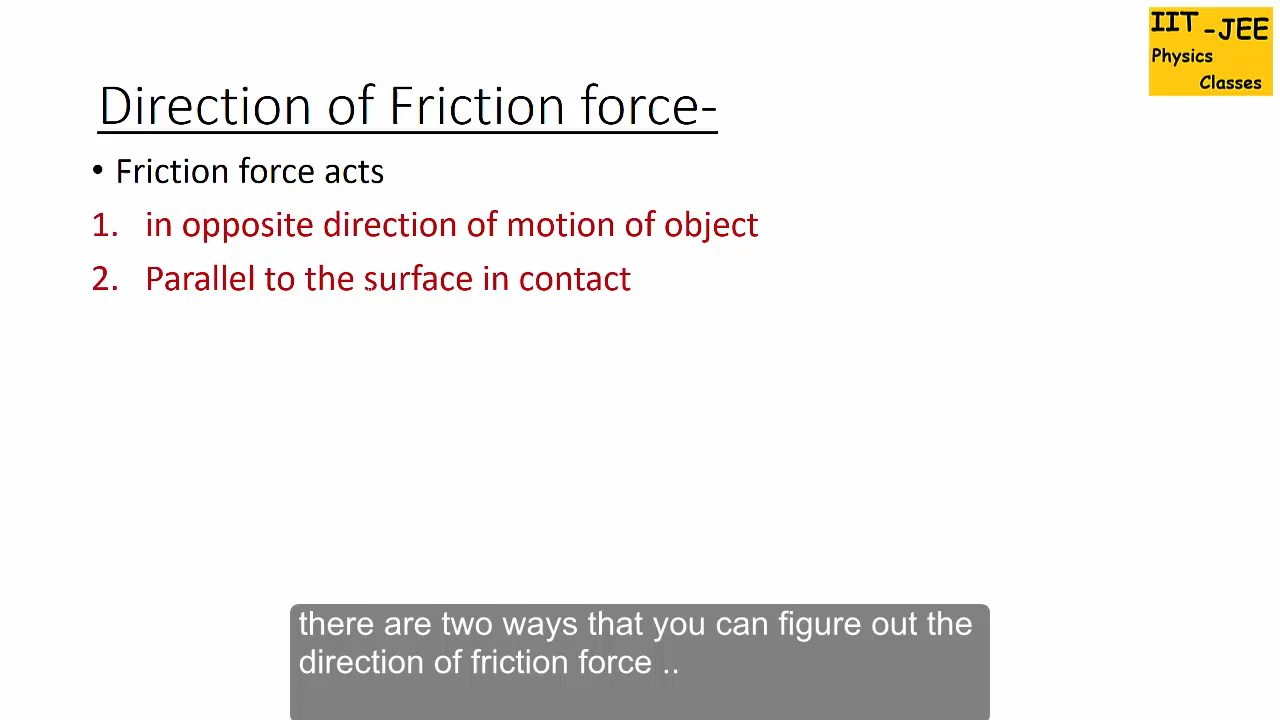 IIT -JEE
Physics
Classes
Direction of Friction force-
• Friction force acts
1. in opposite direction of motion of object
2. Parallel to the surface in contact
there are two ways that you can figure out the
direction of friction force ..